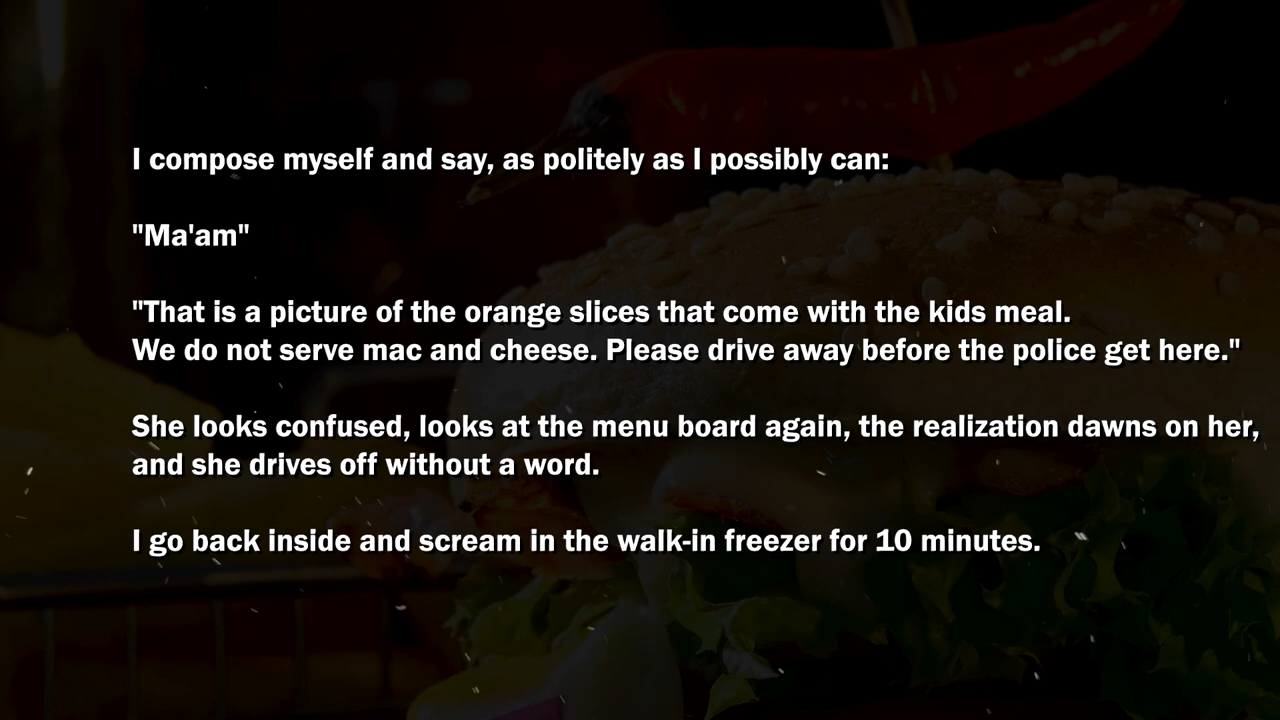 I compose myself and say, as politely as I possibly can:
"Ma'am"
"That is a picture of the orange slices that come with the kids meal.
We do not serve mac and cheese. Please drive away before the police get here."
She looks confused, looks at the menu board again, the realization dawns on her,
and she drives off without a word.
I go back inside and scream in the walk-in freezer for 10 minutes.